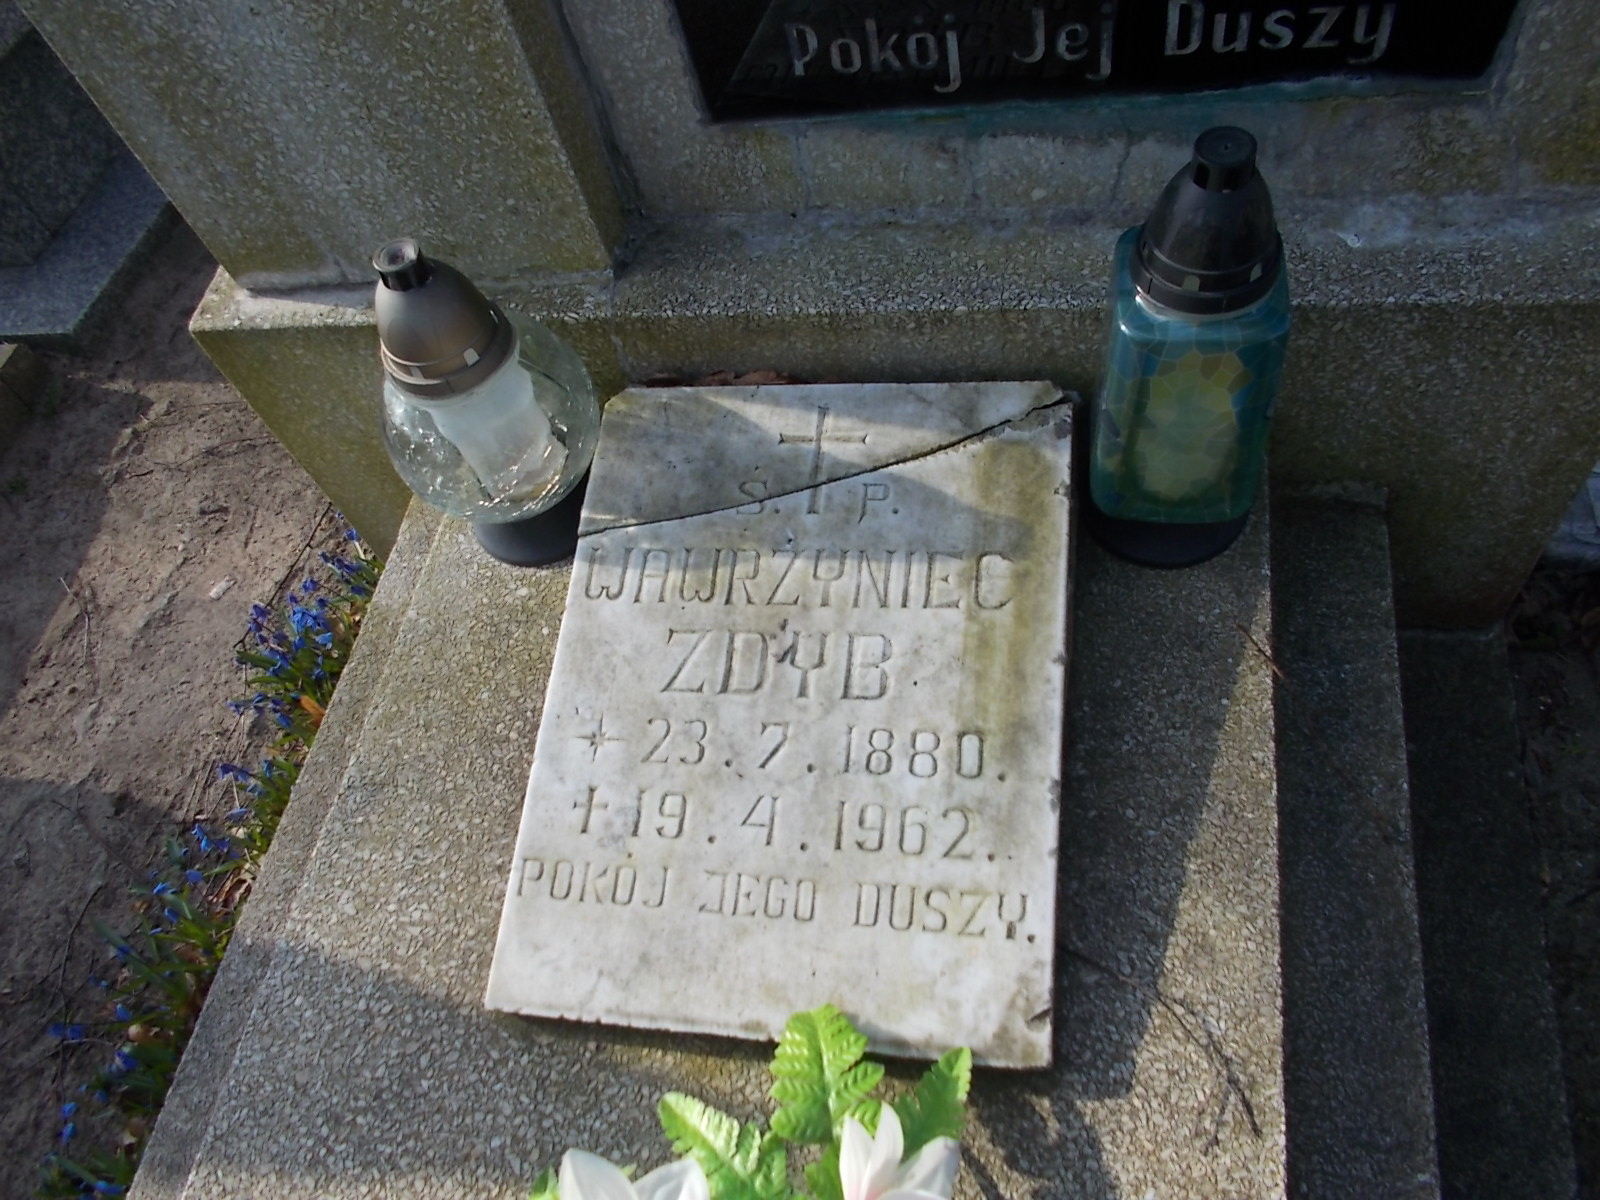 Pokój Jej Duszy
S. P.
WAWRZYNIEC
ZDYB
23.7.1880.
19.4.1962.
POKÓJ JEGO DUSZY.